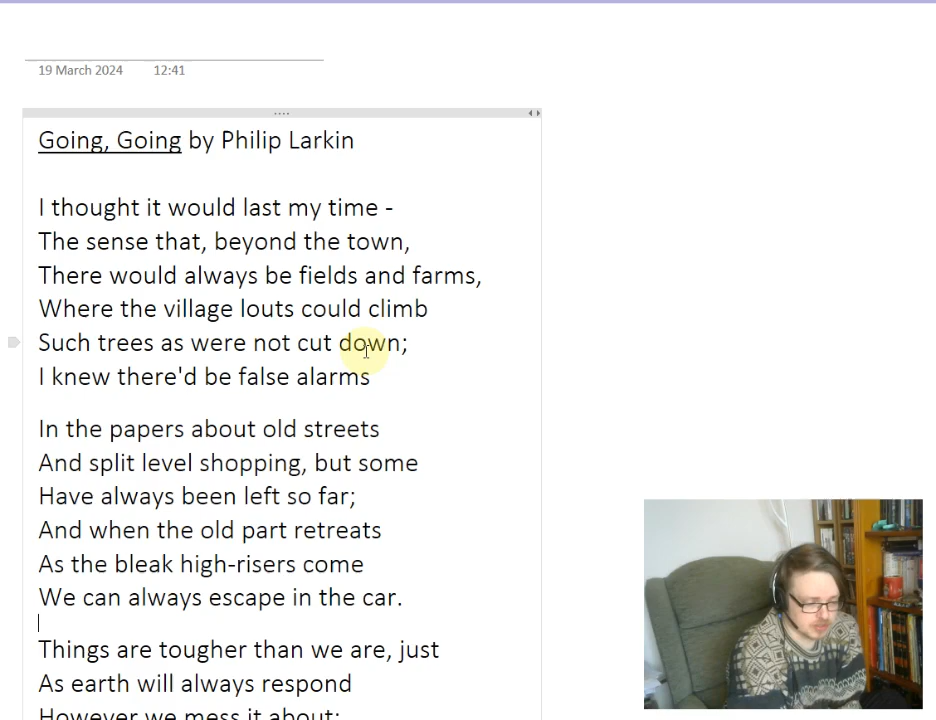 19 March 2024 12:41
Going, Going by Philip Larkin
I thought it would last my time -
The sense that, beyond the town,
There would always be fields and farms,
Where the village louts could climb
Such trees as were not cut down;
I knew there'd be false alarms
In the papers about old streets
And split level shopping, but some
Have always been left so far;
And when the old part retreats
As the bleak high-risers come
We can always escape in the car.
Things are tougher than we are, just
As earth will always respond
However we mess it about;